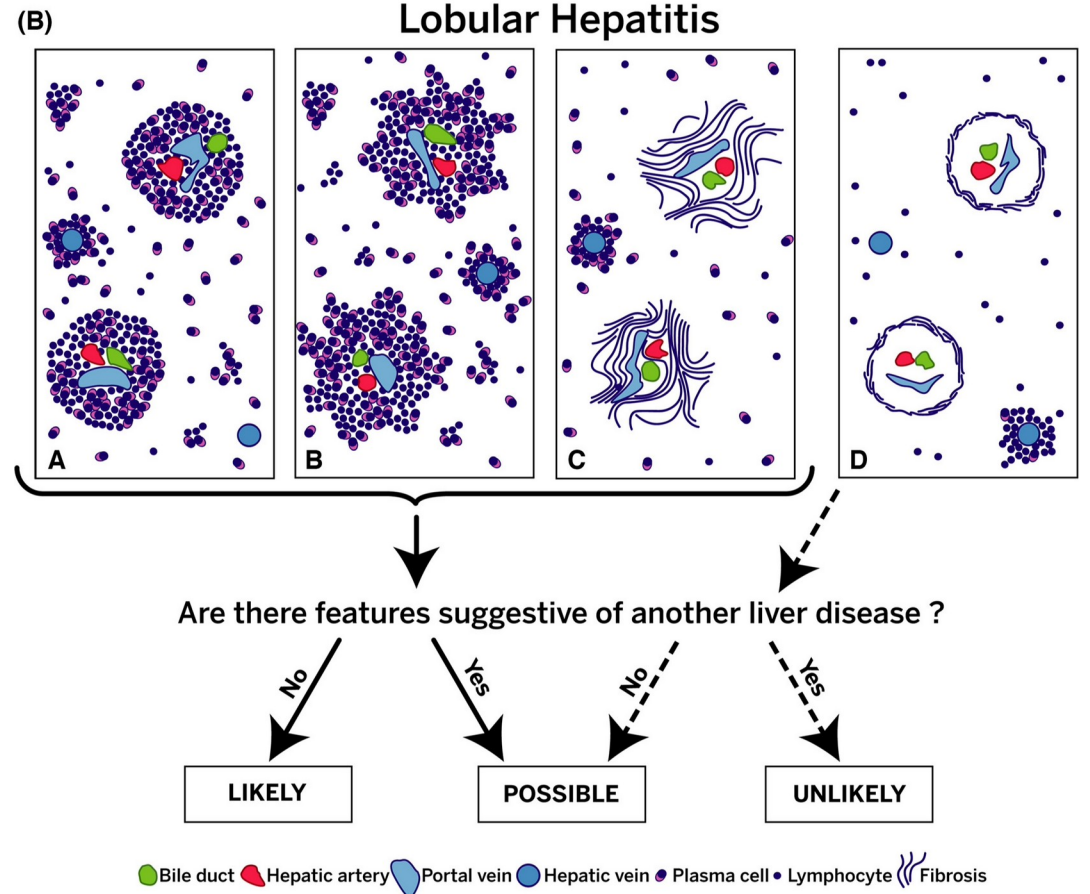 (B)
Lobular Hepatitis
A
B
C
D
Are there features suggestive of another liver disease ?
No
Yes
No
Yes
LIKELY
POSSIBLE
UNLIKELY
Bile duct Hepatic artery Portal vein Hepatic vein Plasma cell Lymphocyte Fibrosis